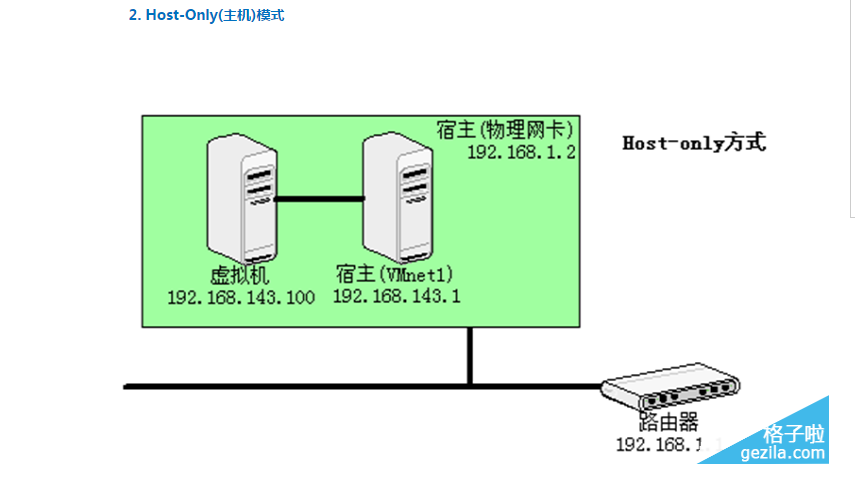 2. Host-Only(主机)模式
宿主(物理网卡)
192.168.1.2
Host-only方式
虚拟机
192.168.143.100
宿主(VMnet1)
192.168.143.1
路由器
192.168.1.1
格子啦
gezila.com